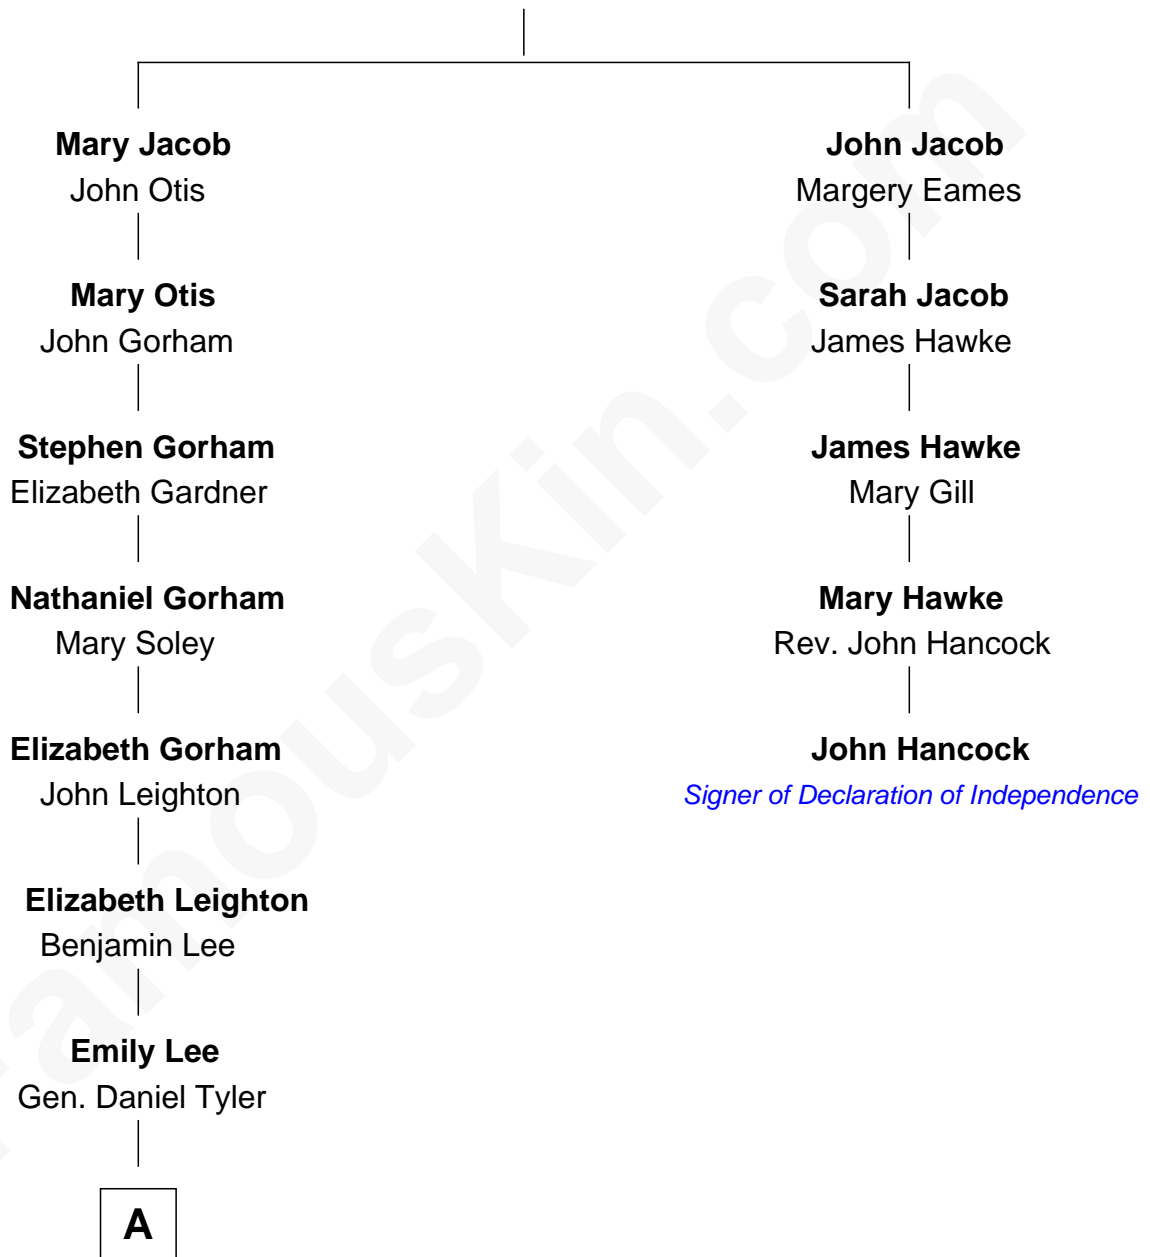 Mary Jacob
John Otis
John Jacob
Margery Eames
Mary Otis
John Gorham
Sarah Jacob
James Hawke
Stephen Gorham
Elizabeth Gardner
James Hawke
Mary Gill
Nathaniel Gorham
Mary Soley
Mary Hawke
Rev. John Hancock
Elizabeth Gorham
John Leighton
John Hancock
Signer of Declaration of Independence
Elizabeth Leighton
Benjamin Lee
Emily Lee
Gen. Daniel Tyler
A
FamousKin.com